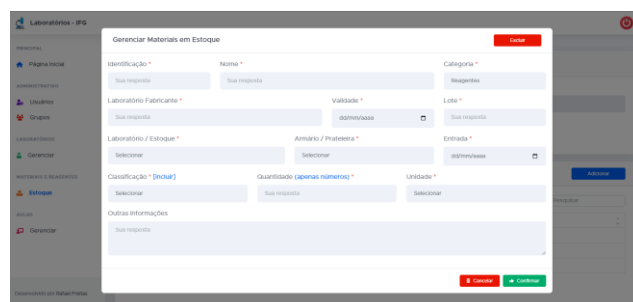 Laboratórios - IFG
Gerenciar Materiais em Estoque
Excluir
PRINCIPAL
Página Inicial
ADMINISTRATIVO
Usuários
Grupos
LABORATÓRIOS
Gerenciar
MATERIAIS E REAGENTES
Estoque
AULAS
Gerenciar
Identificação * Nome * Categoria *
Sua resposta Sua resposta Reagentes
Laboratório Fabricante * Validade * Lote *
Sua resposta dd/mm/aaaa Sua resposta
Laboratório / Estoque * Armário / Prateleira * Entrada *
Selecionar Selecionar dd/mm/aaaa
Classificação * [Incluir] Quantidade (apenas números) * Unidade *
Selecionar Sua resposta Selecionar
Outras Informações
Sua resposta
Adicionar
Pesquisar
Cancelar Confirmar
Desenvolvido por Rafael Freitas